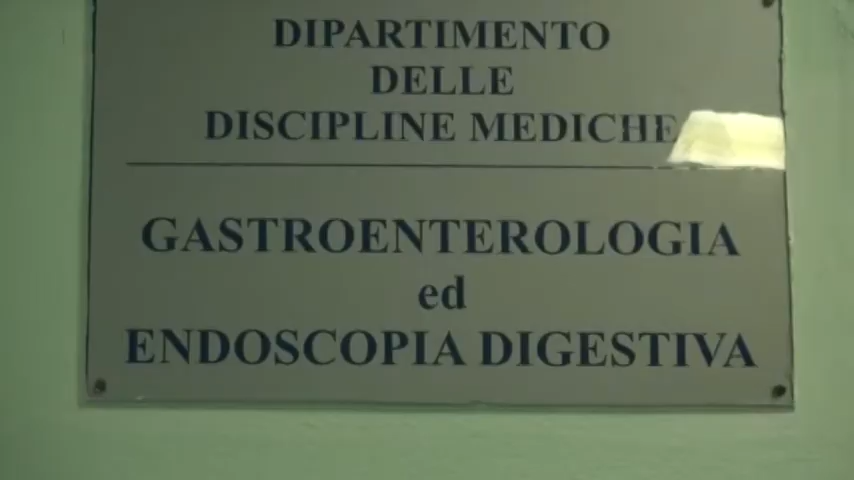 DIPARTIMENTO
DELLE
DISCIPLINE MEDICHE
GASTROENTEROLOGIA
ed
ENDOSCOPIA DIGESTIVA